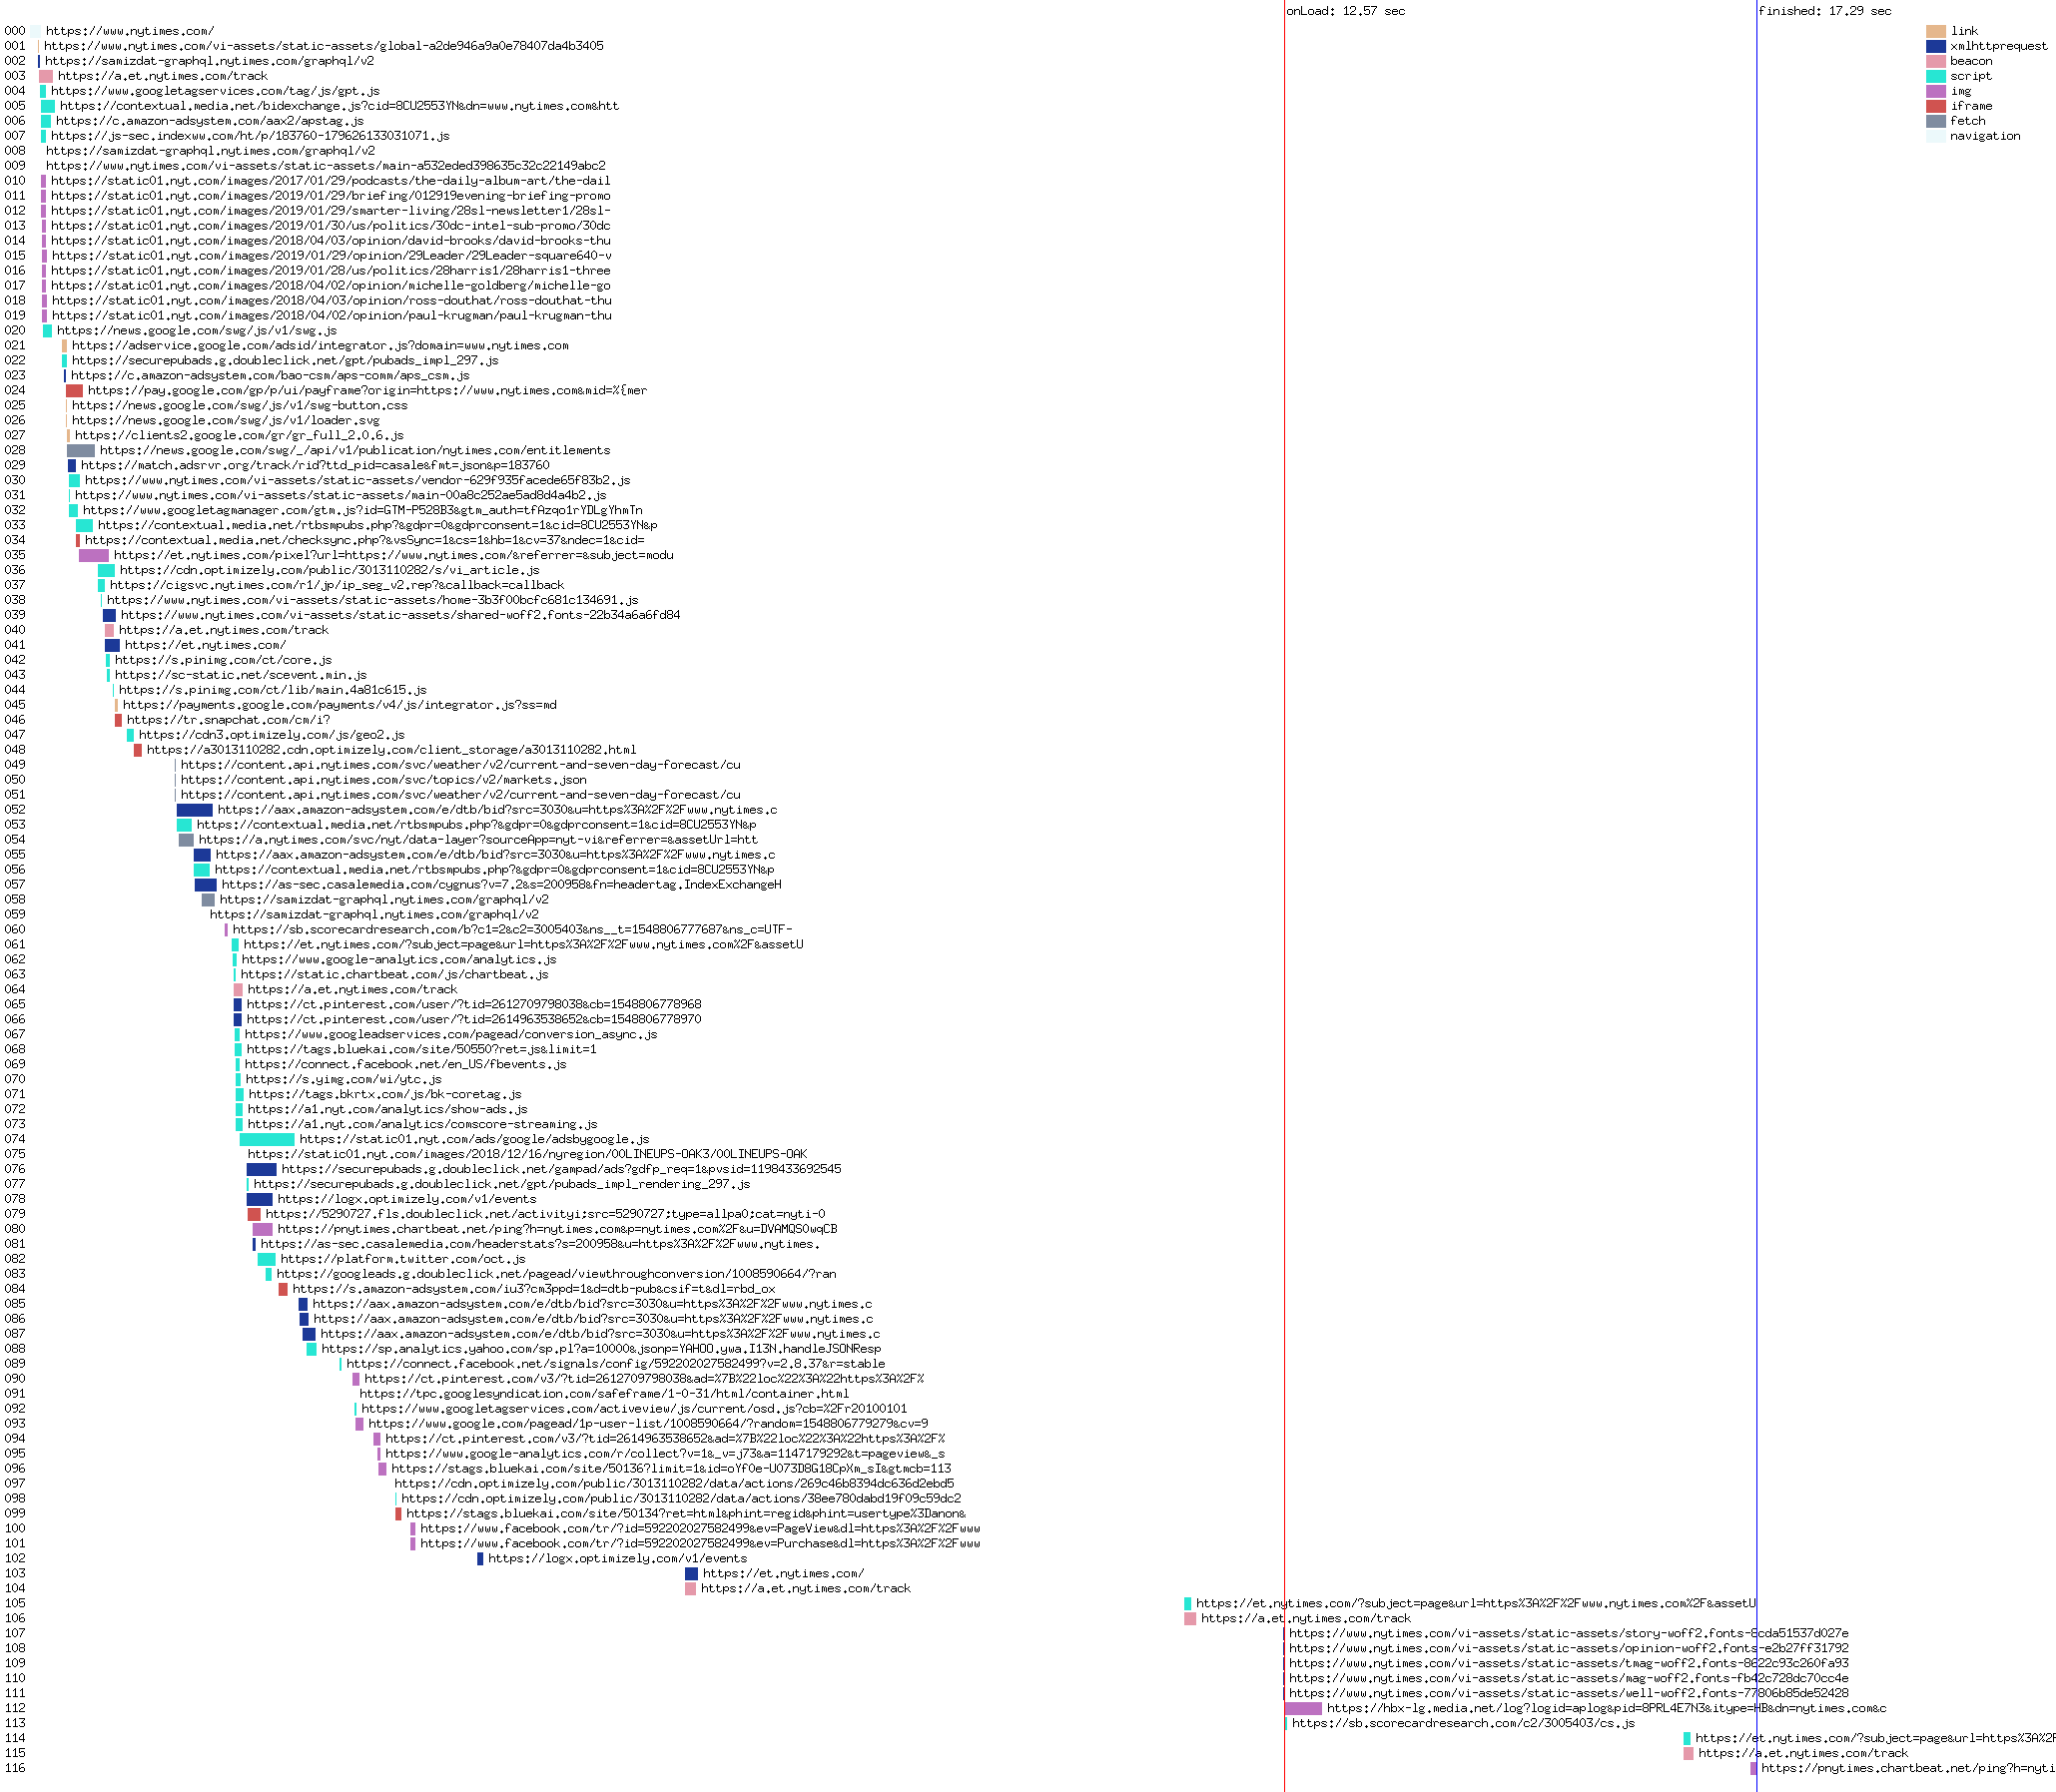 onLoad: 12.57 sec
finished: 17.29 sec
link
xmlhttprequest
beacon
script
img
iframe
fetch
navigation
000 https://www.nytimes.com/
001 https://www.nytimes.com/vi-assets/static-assets/global-a2de946a9a0e78407da4b3405
002 https://samizdat-graphql.nytimes.com/graphql/v2
003 https://a.et.nytimes.com/track
004 https://www.googletagservices.com/tag/js/gpt.js
005 https://contextual.media.net/bidexchange.js?cid=8CU2553YN&dn=www.nytimes.com&htt
006 https://c.amazon-adsystem.com/aax2/apstag.js
007 https://js-sec.indexww.com/ht/p/183760-179626133031071.js
008 https://samizdat-graphql.nytimes.com/graphql/v2
009 https://www.nytimes.com/vi-assets/static-assets/main-a532eded398635c32c22149abc2
010 https://static01.nyt.com/images/2017/01/29/podcasts/the-daily-album-art/the-dail
011 https://static01.nyt.com/images/2019/01/29/briefing/012919evening-briefing-promo
012 https://static01.nyt.com/images/2019/01/29/smarter-living/28sl-newsletter1/28sl-
013 https://static01.nyt.com/images/2019/01/30/us/politics/30dc-intel-sub-promo/30dc
014 https://static01.nyt.com/images/2018/04/03/opinion/david-brooks/david-brooks-thu
015 https://static01.nyt.com/images/2019/01/29/opinion/29Leader/29Leader-square640-v
016 https://static01.nyt.com/images/2019/01/28/us/politics/28harris1/28harris1-three
017 https://static01.nyt.com/images/2018/04/02/opinion/michelle-goldberg/michelle-go
018 https://static01.nyt.com/images/2018/04/03/opinion/ross-douthat/ross-douthat-thu
019 https://static01.nyt.com/images/2018/04/02/opinion/paul-krugman/paul-krugman-thu
020 https://news.google.com/swg/js/v1/swg.js
021 https://adservice.google.com/adsid/integrator.js?domain=www.nytimes.com
022 https://securepubads.g.doubleclick.net/gpt/pubads_impl_297.js
023 https://c.amazon-adsystem.com/bao-csm/aps-comm/aps_csm.js
024 https://pay.google.com/gp/p/ui/payframe?origin=https://www.nytimes.com&mid=%{mer
025 https://news.google.com/swg/js/v1/swg-button.css
026 https://news.google.com/swg/js/v1/loader.svg
027 https://clients2.google.com/gr/gr_full_2.0.6.js
028 https://news.google.com/swg/_/api/v1/publication/nytimes.com/entitlements
029 https://match.adsrvr.org/track/rid?ttd_pid=casale&fmt=json&p=183760
030 https://www.nytimes.com/vi-assets/static-assets/vendor-629f935facede65f83b2.js
031 https://www.nytimes.com/vi-assets/static-assets/main-00a8c252ae5ad8d4a4b2.js
032 https://www.googletagmanager.com/gtm.js?id=GTM-P528B3&gtm_auth=tfAzqo1rYDLgYhmTn
033 https://contextual.media.net/rtbsmpubs.php?&gdpr=0&gdprconsent=1&cid=8CU2553YN&p
034 https://contextual.media.net/checksync.php?&vsSync=1&cs=1&hb=1&cv=37&ndec=1&cid=
035 https://et.nytimes.com/pixel?url=https://www.nytimes.com/&referrer=&subject=modu
036 https://cdn.optimizely.com/public/3013110282/s/vi_article.js
037 https://cigsvc.nytimes.com/r1/jp/ip_seg_v2.rep?&callback=callback
038 https://www.nytimes.com/vi-assets/static-assets/home-3b3f00bcfc681c134691.js
039 https://www.nytimes.com/vi-assets/static-assets/shared-woff2.fonts-22b34a6a6fd84
040 https://a.et.nytimes.com/track
041 https://et.nytimes.com/
042 https://s.pinimg.com/ct/core.js
043 https://sc-static.net/scevent.min.js
044 https://s.pinimg.com/ct/lib/main.4a81c615.js
045 https://payments.google.com/payments/v4/js/integrator.js?ss=md
046 https://tr.snapchat.com/cm/i?
047 https://cdn3.optimizely.com/js/geo2.js
048 https://a3013110282.cdn.optimizely.com/client_storage/a3013110282.html
049 https://content.api.nytimes.com/svc/weather/v2/current-and-seven-day-forecast/cu
050 https://content.api.nytimes.com/svc/topics/v2/markets.json
051 https://content.api.nytimes.com/svc/weather/v2/current-and-seven-day-forecast/cu
052 https://aax.amazon-adsystem.com/e/dtb/bid?src=3030&u=https%3A%2F%2Fwww.nytimes.c
053 https://contextual.media.net/rtbsmpubs.php?&gdpr=0&gdprconsent=1&cid=8CU2553YN&p
054 https://a.nytimes.com/svc/nyt/data-layer?sourceApp=nyt-vi&referrer=&assetUrl=htt
055 https://aax.amazon-adsystem.com/e/dtb/bid?src=3030&u=https%3A%2F%2Fwww.nytimes.c
056 https://contextual.media.net/rtbsmpubs.php?&gdpr=0&gdprconsent=1&cid=8CU2553YN&p
057 https://as-sec.casalemedia.com/cygnus?v=7.2&s=200958&fn=headertag.IndexExchangeH
058 https://samizdat-graphql.nytimes.com/graphql/v2
059 https://samizdat-graphql.nytimes.com/graphql/v2
060 https://sb.scorecardresearch.com/b?c1=2&c2=3005403&ns__t=1548806777687&ns_c=UTF-
061 https://et.nytimes.com/?subject=page&url=https%3A%2F%2Fwww.nytimes.com%2F&assetU
062 https://www.google-analytics.com/analytics.js
063 https://static.chartbeat.com/js/chartbeat.js
064 https://a.et.nytimes.com/track
065 https://ct.pinterest.com/user/?tid=2612709798038&cb=1548806778968
066 https://ct.pinterest.com/user/?tid=2614963538652&cb=1548806778970
067 https://www.googleadservices.com/pagead/conversion_async.js
068 https://tags.bluekai.com/site/50550?ret=js&limit=1
069 https://connect.facebook.net/en_US/fbevents.js
070 https://s.yimg.com/wi/ytc.js
071 https://tags.bkrtx.com/js/bk-coretag.js
072 https://a1.nyt.com/analytics/show-ads.js
073 https://a1.nyt.com/analytics/comscore-streaming.js
074 https://static01.nyt.com/ads/google/adsbygoogle.js
075 https://static01.nyt.com/images/2018/12/16/nyregion/00LINEUPS-OAK3/00LINEUPS-OAK
076 https://securepubads.g.doubleclick.net/gampad/ads?gdfp_req=1&pvsid=1198433692545
077 https://securepubads.g.doubleclick.net/gpt/pubads_impl_rendering_297.js
078 https://logx.optimizely.com/v1/events
079 https://5290727.fls.doubleclick.net/activityi;src=5290727;type=allpa0;cat=nyti-0
080 https://pnytimes.chartbeat.net/ping?h=nytimes.com&p=nytimes.com%2F&u=DVAMQSOwqCB
081 https://as-sec.casalemedia.com/headerstats?s=200958&u=https%3A%2F%2Fwww.nytimes.
082 https://platform.twitter.com/oct.js
083 https://googleads.g.doubleclick.net/pagead/viewthroughconversion/1008590664/?ran
084 https://s.amazon-adsystem.com/iu3?cm3ppd=1&d=dtb-pub&csif=t&dl=rbd_ox
085 https://aax.amazon-adsystem.com/e/dtb/bid?src=3030&u=https%3A%2F%2Fwww.nytimes.c
086 https://aax.amazon-adsystem.com/e/dtb/bid?src=3030&u=https%3A%2F%2Fwww.nytimes.c
087 https://aax.amazon-adsystem.com/e/dtb/bid?src=3030&u=https%3A%2F%2Fwww.nytimes.c
088 https://sp.analytics.yahoo.com/sp.pl?a=10000&jsonp=YAHOO.ywa.I13N.handleJSONResp
089 https://connect.facebook.net/signals/config/592202027582499?v=2.8.37&r=stable
090 https://ct.pinterest.com/v3/?tid=2612709798038&ad=%7B%22loc%22%3A%22https%3A%2F%
091 https://tpc.googlesyndication.com/safeframe/1-0-31/html/container.html
092 https://www.googletagservices.com/activeview/js/current/osd.js?cb=%2Fr20100101
093 https://www.google.com/pagead/1p-user-list/1008590664/?random=1548806779279&cv=9
094 https://ct.pinterest.com/v3/?tid=2614963538652&ad=%7B%22loc%22%3A%22https%3A%2F%
095 https://www.google-analytics.com/r/collect?v=1&_v=j73&a=1147179292&t=pageview&_s
096 https://stags.bluekai.com/site/50136?limit=1&id=oYf0e-U073D8G18CpXm_sI&gtmcb=113
097 https://cdn.optimizely.com/public/3013110282/data/actions/269c46b8394dc636d2ebd5
098 https://cdn.optimizely.com/public/3013110282/data/actions/38ee780dabd19f09c59dc2
099 https://stags.bluekai.com/site/50134?ret=html&phint=regid&phint=usertype%3Danon&
100 https://www.facebook.com/tr/?id=592202027582499&ev=PageView&dl=https%3A%2F%2Fwww
101 https://www.facebook.com/tr/?id=592202027582499&ev=Purchase&dl=https%3A%2F%2Fwww
102 https://logx.optimizely.com/v1/events
103 https://et.nytimes.com/
104 https://a.et.nytimes.com/track
105 https://et.nytimes.com/?subject=page&url=https%3A%2F%2Fwww.nytimes.com%2F&assetU
106 https://a.et.nytimes.com/track
107 https://www.nytimes.com/vi-assets/static-assets/story-woff2.fonts-8cda51537d027e
108 https://www.nytimes.com/vi-assets/static-assets/opinion-woff2.fonts-e2b27ff31792
109 https://www.nytimes.com/vi-assets/static-assets/tmag-woff2.fonts-8622c93c260fa93
110 https://www.nytimes.com/vi-assets/static-assets/mag-woff2.fonts-fb42c728dc70cc4e
111 https://www.nytimes.com/vi-assets/static-assets/well-woff2.fonts-77806b85de52428
112 https://hbx-lg.media.net/log?logid=aplog&pid=8PRL4E7N3&itype=HB&dn=nytimes.com&c
113 https://sb.scorecardresearch.com/c2/3005403/cs.js
114 https://et.nytimes.com/?subject=page&url=https%3A%2F
115 https://a.et.nytimes.com/track
116 https://pnytimes.chartbeat.net/ping?h=nyti